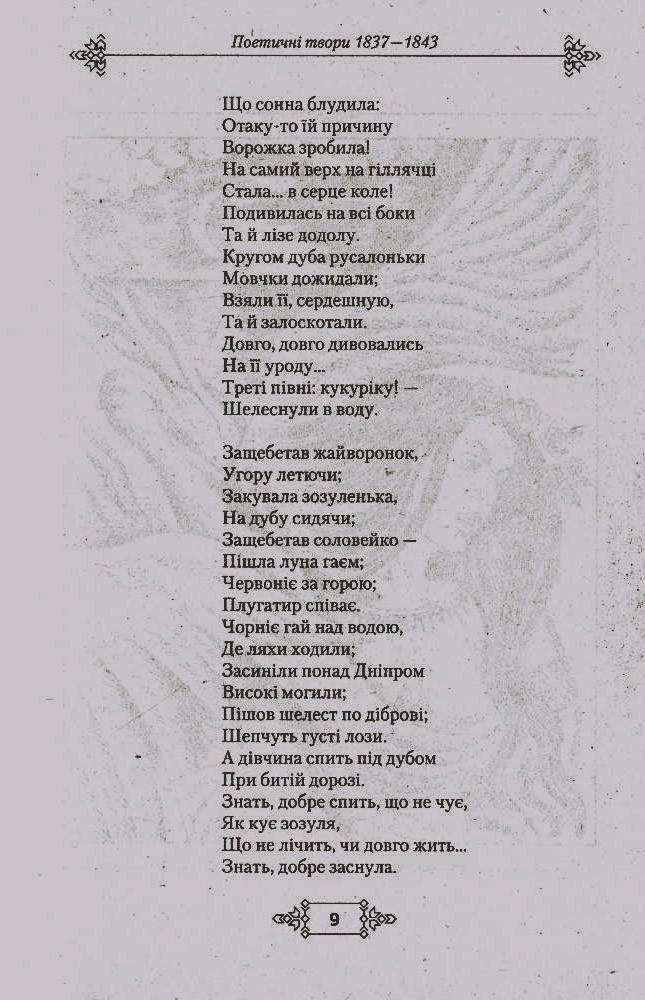 Поетичні твори 1837—1843
Що сонна блудила:
Отаку-то їй причину
Ворожка зробила!
На самий верх на гіллячці
Стала... в серце коле!
Подивилась на всі боки
Та й лізе додолу.
Кругом дуба русалоньки
Мовчки дожидали;
Взяли її, сердешную,
Та й залоскотали.
Довго, довго дивовались
На її уроду...
Треті півні: кукуріку! —
Шелеснули в воду.
Защебетав жайворонок,
Угору летючи;
Закувала зозуленька,
На дубу сидячи;
Защебетав соловейко —
Пішла луна гаєм;
Червоніє за горою;
Плугатир співає.
Чорніє гай над водою,
Де ляхи ходили;
Засиніли понад Дніпром
Високі могили;
Пішов шелест по діброві;
Шепчуть густі лози.
А дівчина спить під дубом
При битій дорозі.
Знать, добре спить, що не чує,
Як кує зозуля,
Що не лічить, чи довго жить...
Знать, добре заснула.
9